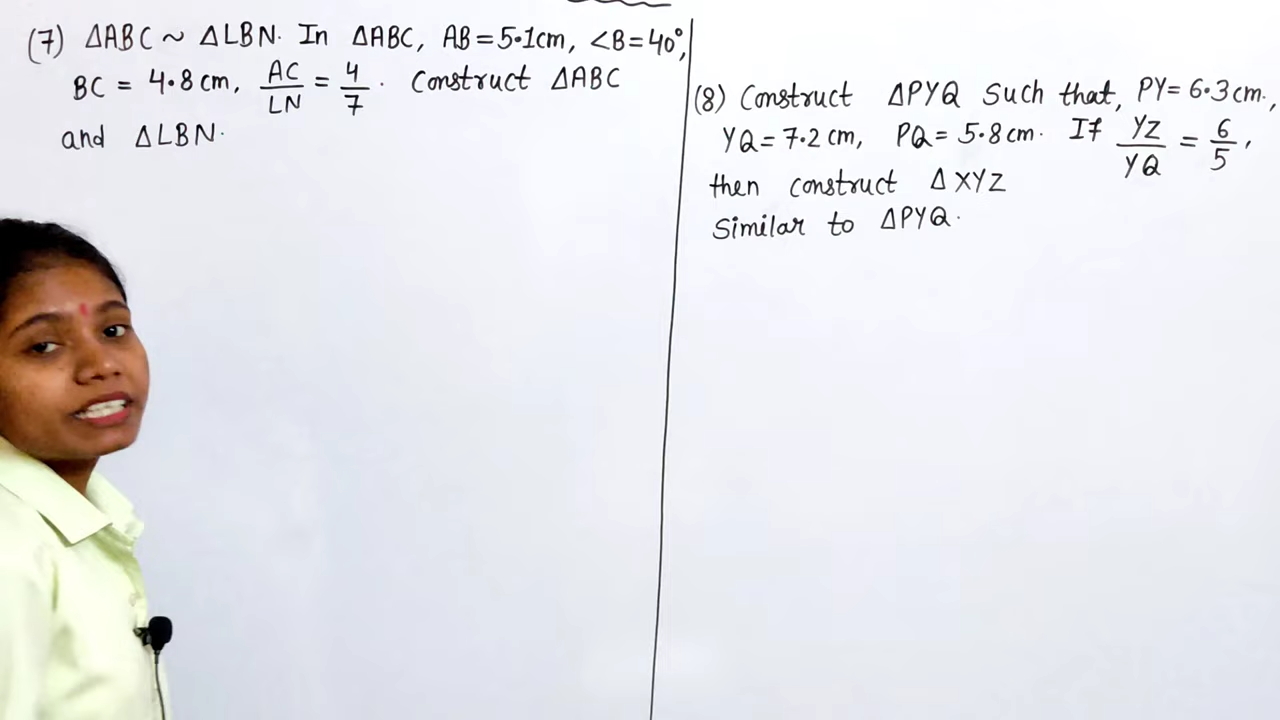 (7) ΔABC ~ ΔLBN. In ΔABC, AB = 5·1cm, ∠B = 40°,
BC = 4·8 cm, AC/LN = 4/7 . Construct ΔABC
and ΔLBN.
(8) Construct ΔPYQ Such that, PY = 6·3 cm.,
YQ = 7·2 cm, PQ = 5·8 cm. If YZ/YQ = 6/5 ,
then construct ΔXYZ
Similar to ΔPYQ.